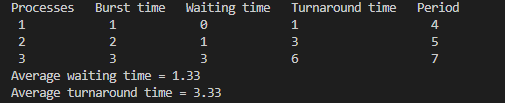 Processes Burst time Waiting time Turnaround time Period
1 1 0 1 4
2 2 1 3 5
3 3 3 6 7
Average waiting time = 1.33
Average turnaround time = 3.33